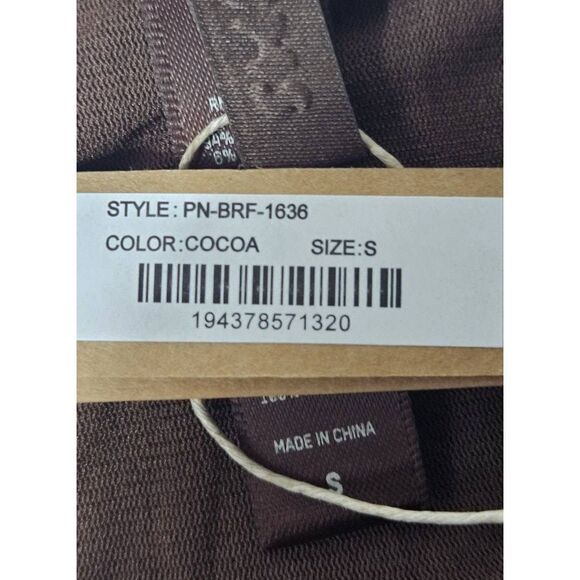 STYLE: PN-BRF-1636
COLOR:COCOA SIZE:S
194378571320
MADE IN CHINA
S